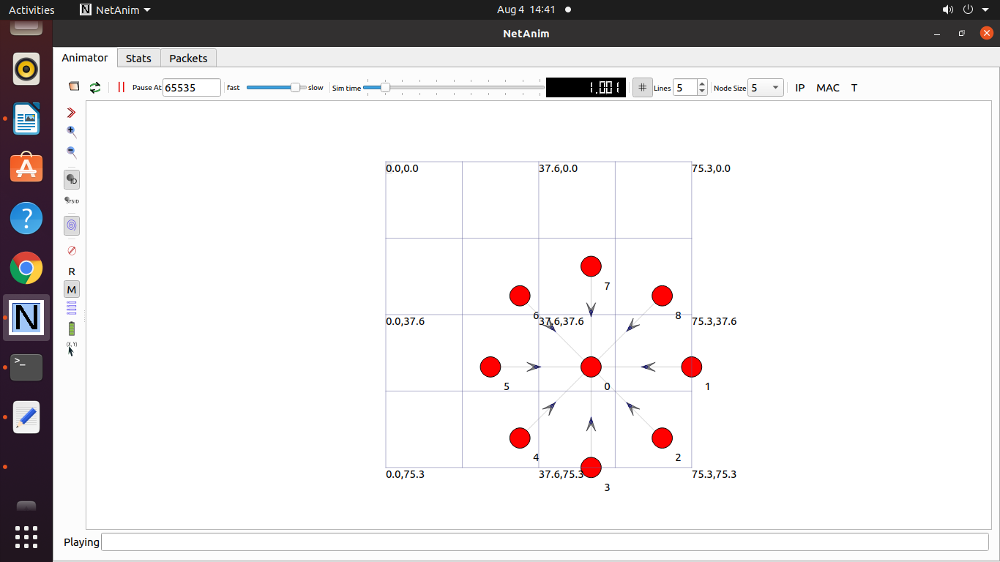 Activities NetAnim Aug 4 14:41
NetAnim
Animator Stats Packets
Pause At 65535 fast slow Sim time 1.001 # Lines 5 Node Size 5 IP MAC T
ID
SYSID
R
M
(X, Y)
N
>_
0.0,0.0 37.6,0.0 75.3,0.0
7
6 8
0.0,37.6 37.6,37.6 75.3,37.6
5 0 1
4 2
0.0,75.3 37.6,75.3 75.3,75.3
3
Playing